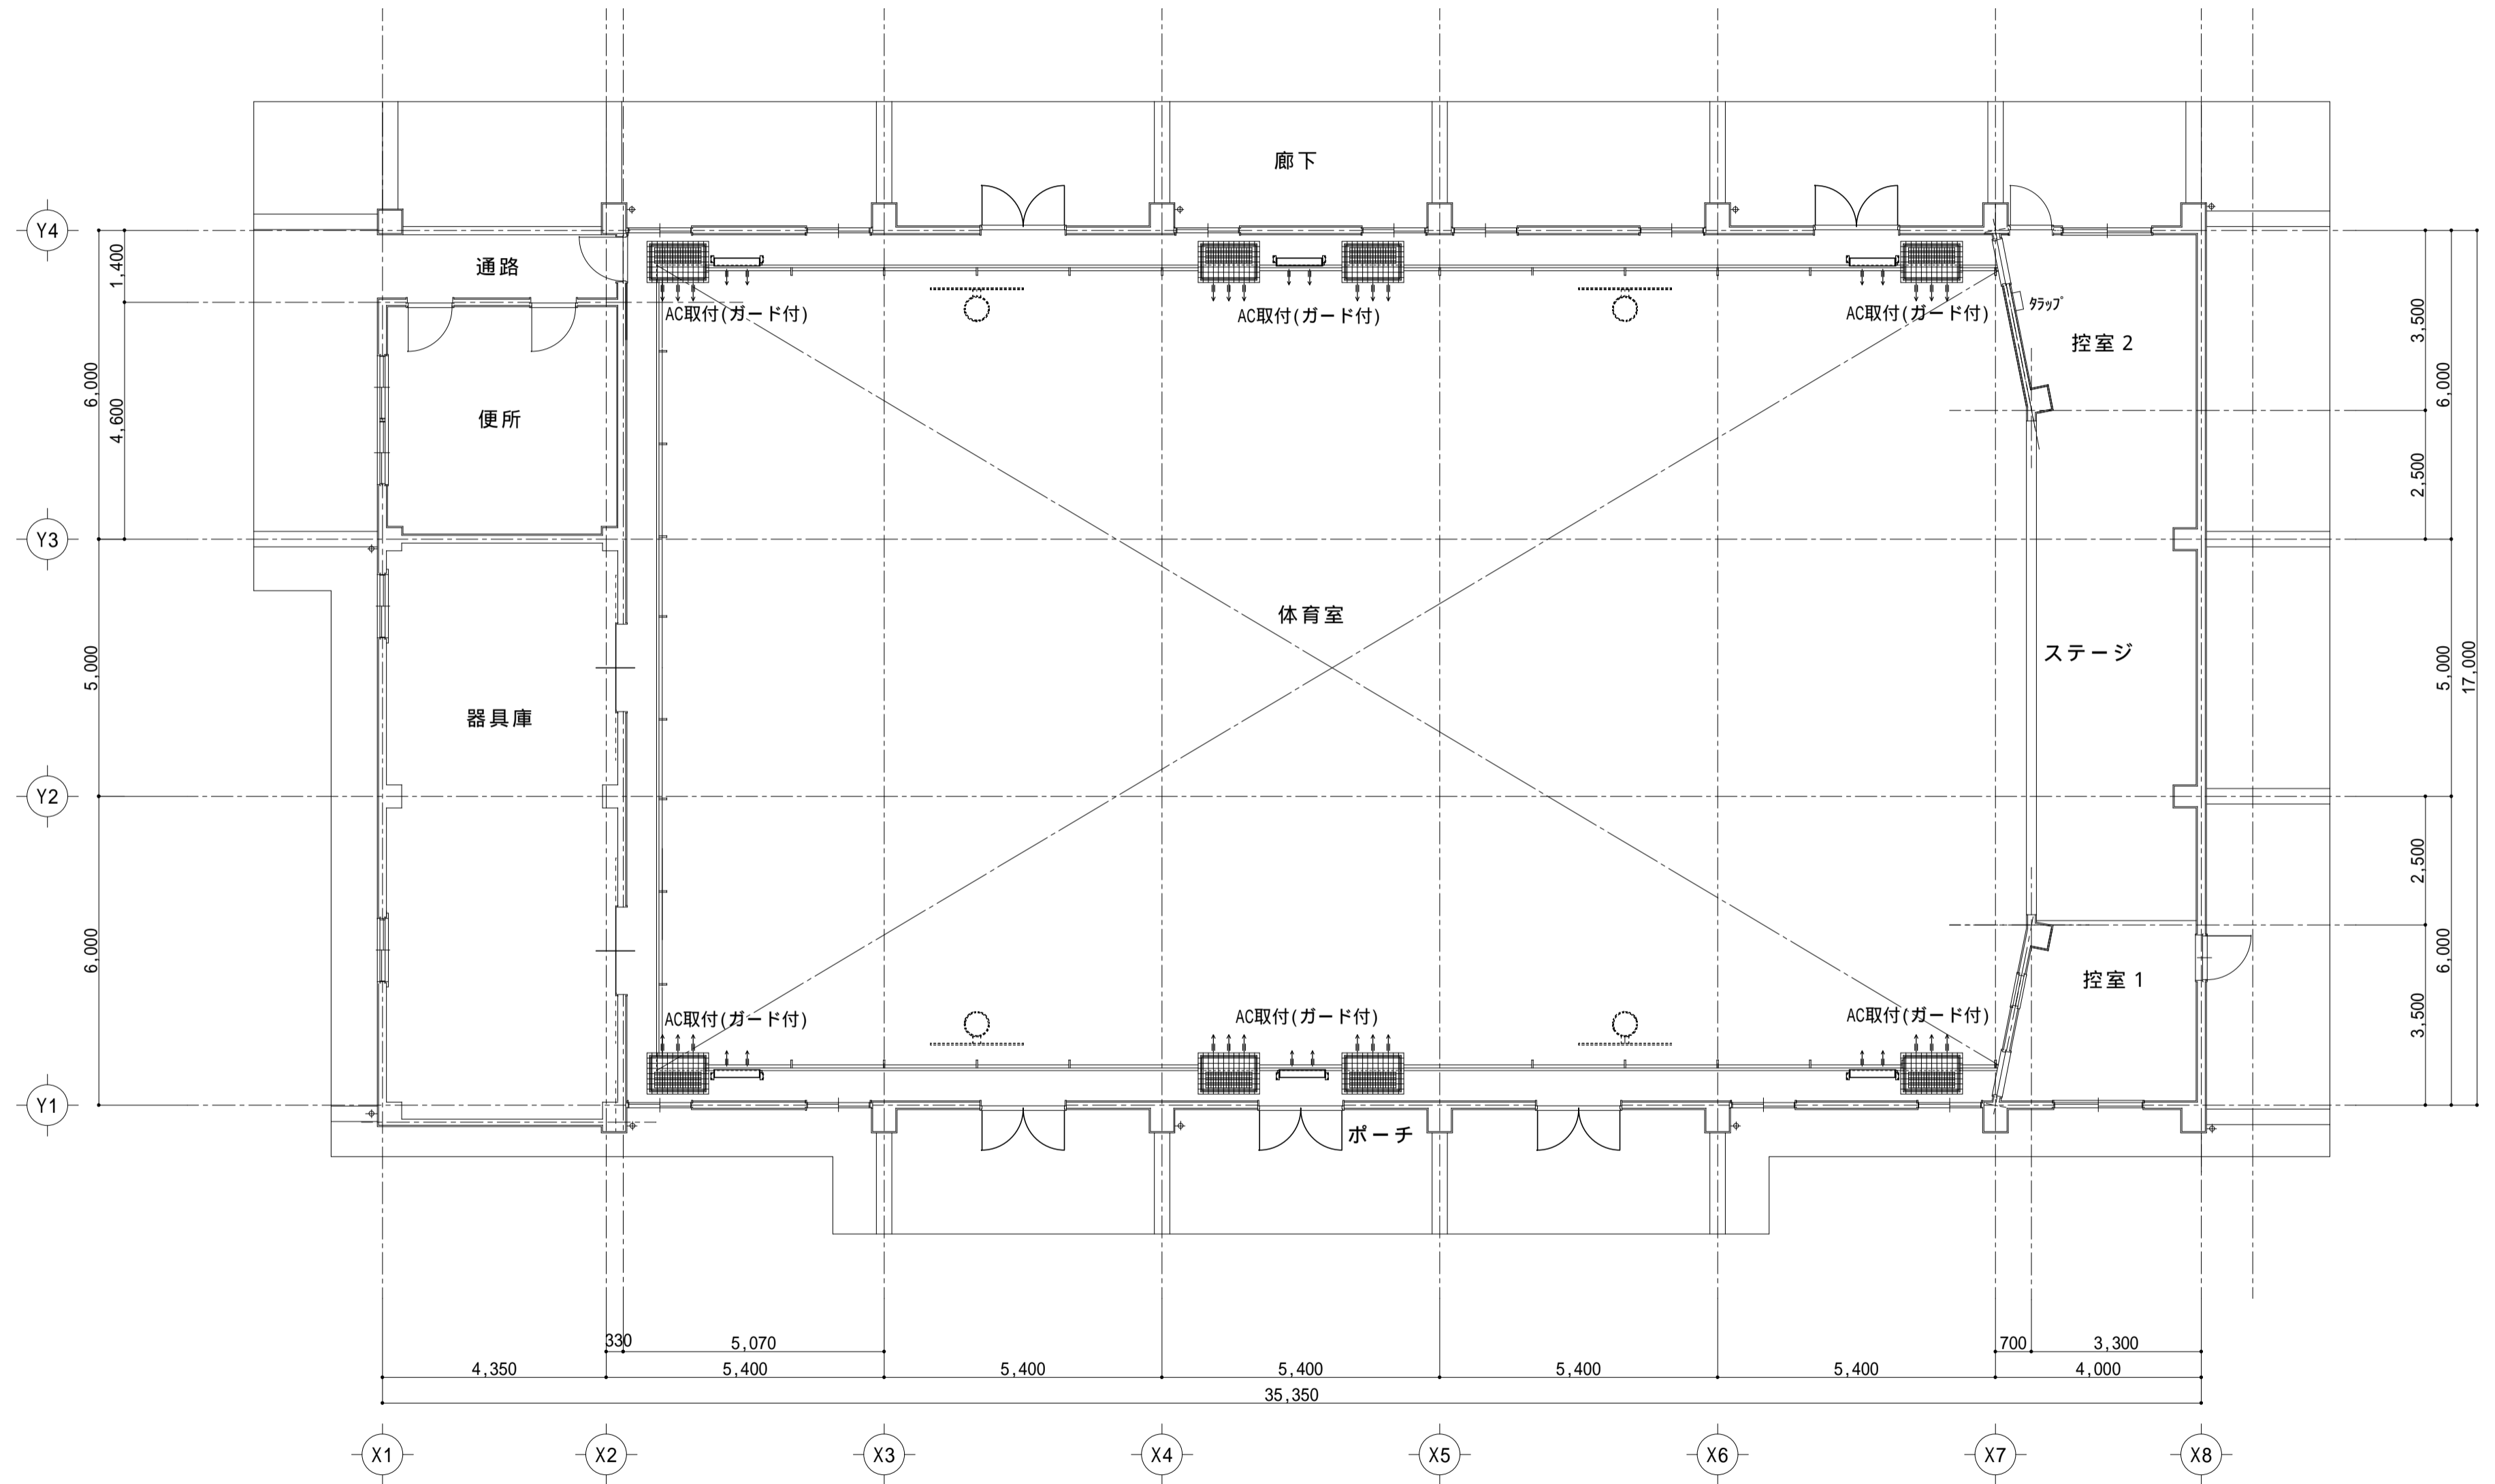 廊下
Y4
通路
1,400
AC取付(ガード付)
AC取付(ガード付)
AC取付(ガード付)
ﾀﾗｯﾌﾟ
控室2
3,500
6,000
6,000
4,600
便所
2,500
Y3
体育室
ステージ
5,000
17,000
5,000
器具庫
Y2
2,500
6,000
控室1
6,000
3,500
AC取付(ガード付)
AC取付(ガード付)
AC取付(ガード付)
Y1
ポーチ
330
5,070
700
3,300
4,350
5,400
5,400
5,400
5,400
5,400
4,000
35,350
X1
X2
X3
X4
X5
X6
X7
X8